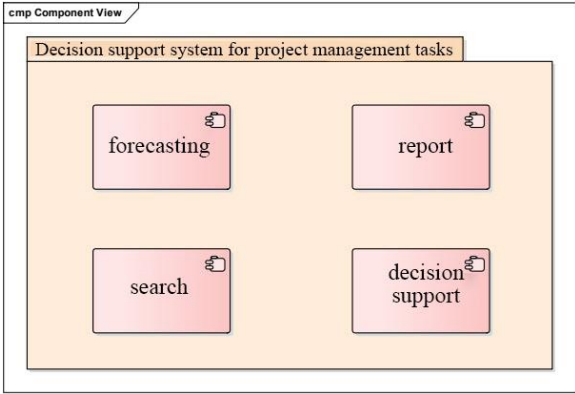 cmp Component View
Decision support system for project management tasks
forecasting
report
search
decision
support